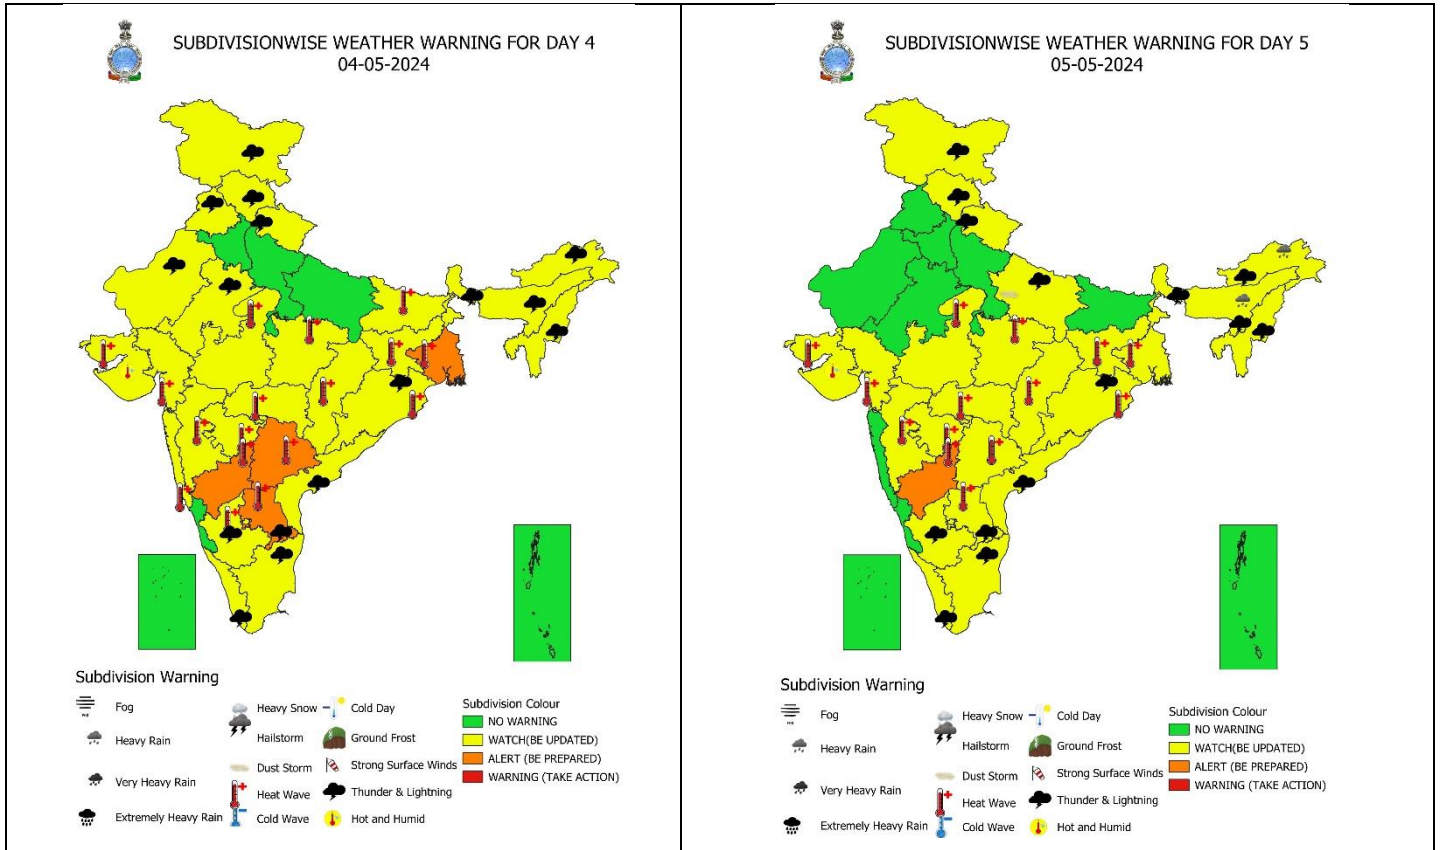 SUBDIVISIONWISE WEATHER WARNING FOR DAY 4
04-05-2024
Subdivision Warning
Fog
Heavy Rain
Very Heavy Rain
Extremely Heavy Rain
Heavy Snow
Hailstorm
Dust Storm
Heat Wave
Cold Wave
Cold Day
Ground Frost
Strong Surface Winds
Thunder & Lightning
Hot and Humid
Subdivision Colour
NO WARNING
WATCH(BE UPDATED)
ALERT (BE PREPARED)
WARNING (TAKE ACTION)
SUBDIVISIONWISE WEATHER WARNING FOR DAY 5
05-05-2024
Subdivision Warning
Fog
Heavy Rain
Very Heavy Rain
Extremely Heavy Rain
Heavy Snow
Hailstorm
Dust Storm
Heat Wave
Cold Wave
Cold Day
Ground Frost
Strong Surface Winds
Thunder & Lightning
Hot and Humid
Subdivision Colour
NO WARNING
WATCH(BE UPDATED)
ALERT (BE PREPARED)
WARNING (TAKE ACTION)